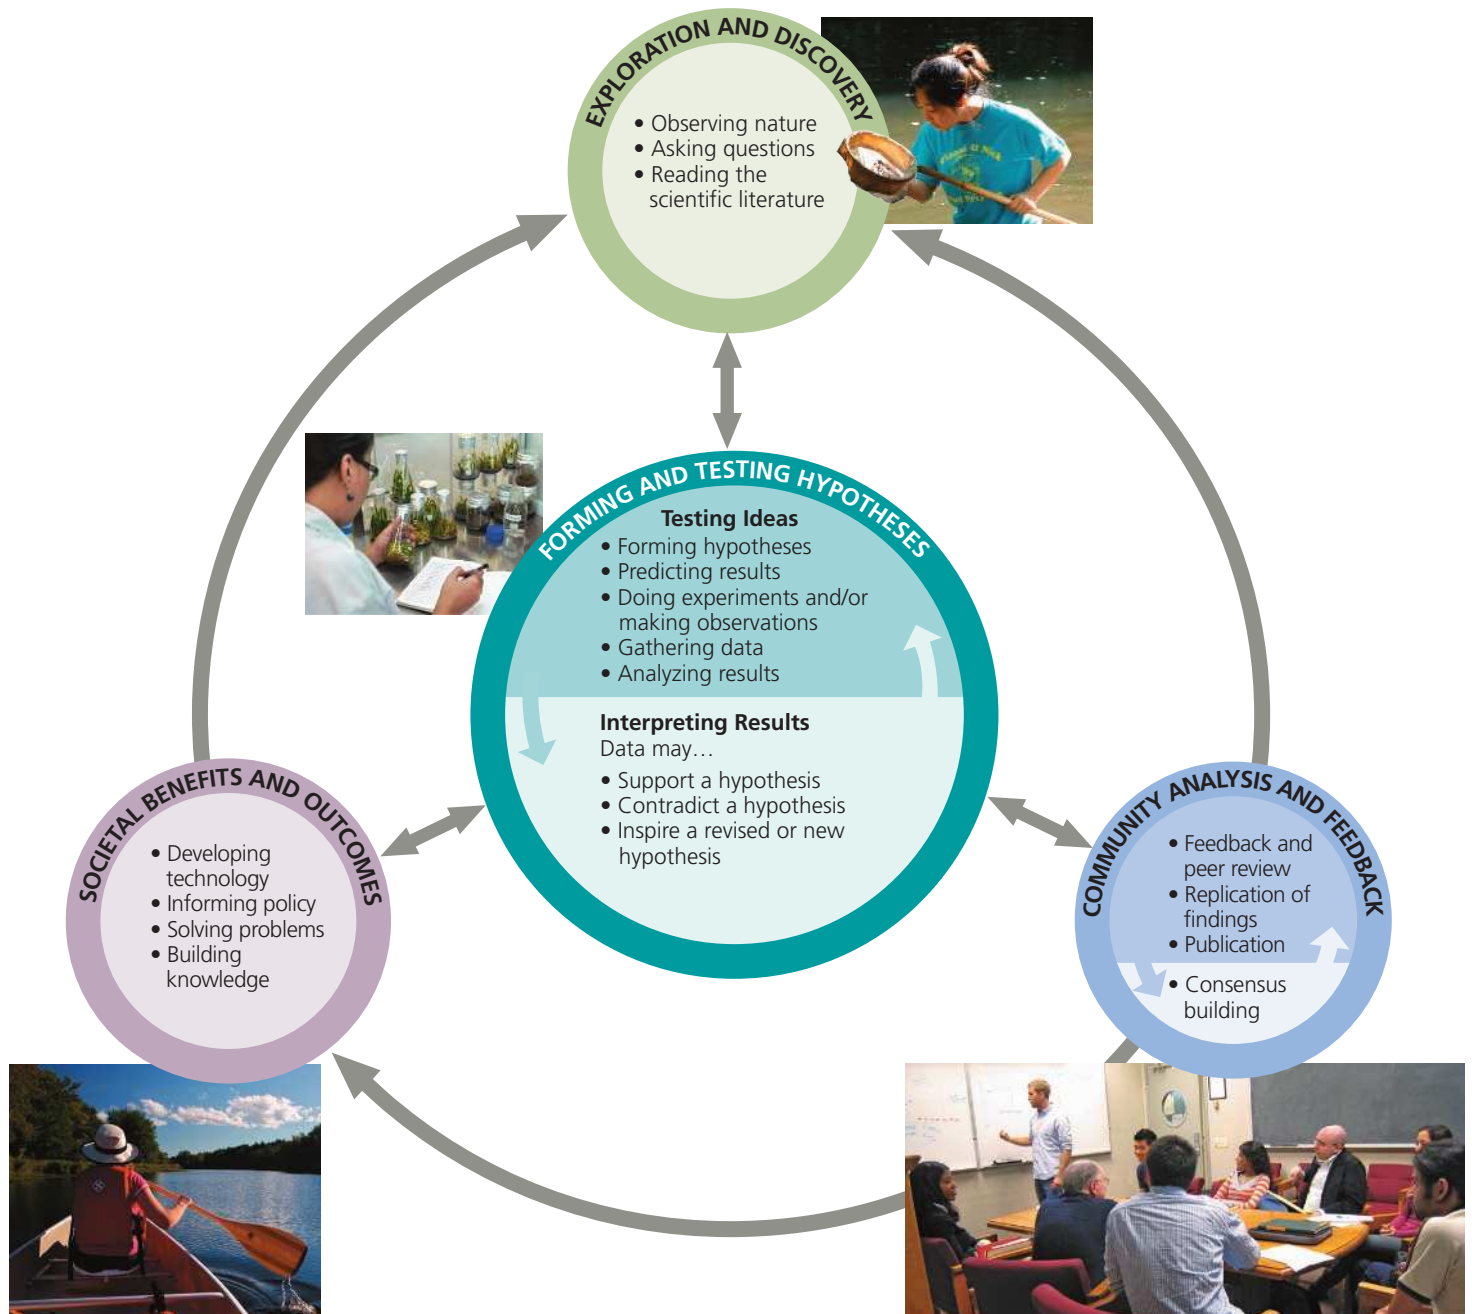 EXPLORATION AND DISCOVERY
• Observing nature
• Asking questions
• Reading the
scientific literature
FORMING AND TESTING HYPOTHESES
Testing Ideas
• Forming hypotheses
• Predicting results
• Doing experiments and/or
making observations
• Gathering data
• Analyzing results
Interpreting Results
Data may…
• Support a hypothesis
• Contradict a hypothesis
• Inspire a revised or new
hypothesis
SOCIETAL BENEFITS AND OUTCOMES
• Developing
technology
• Informing policy
• Solving problems
• Building
knowledge
COMMUNITY ANALYSIS AND FEEDBACK
• Feedback and
peer review
• Replication of
findings
• Publication
• Consensus
building